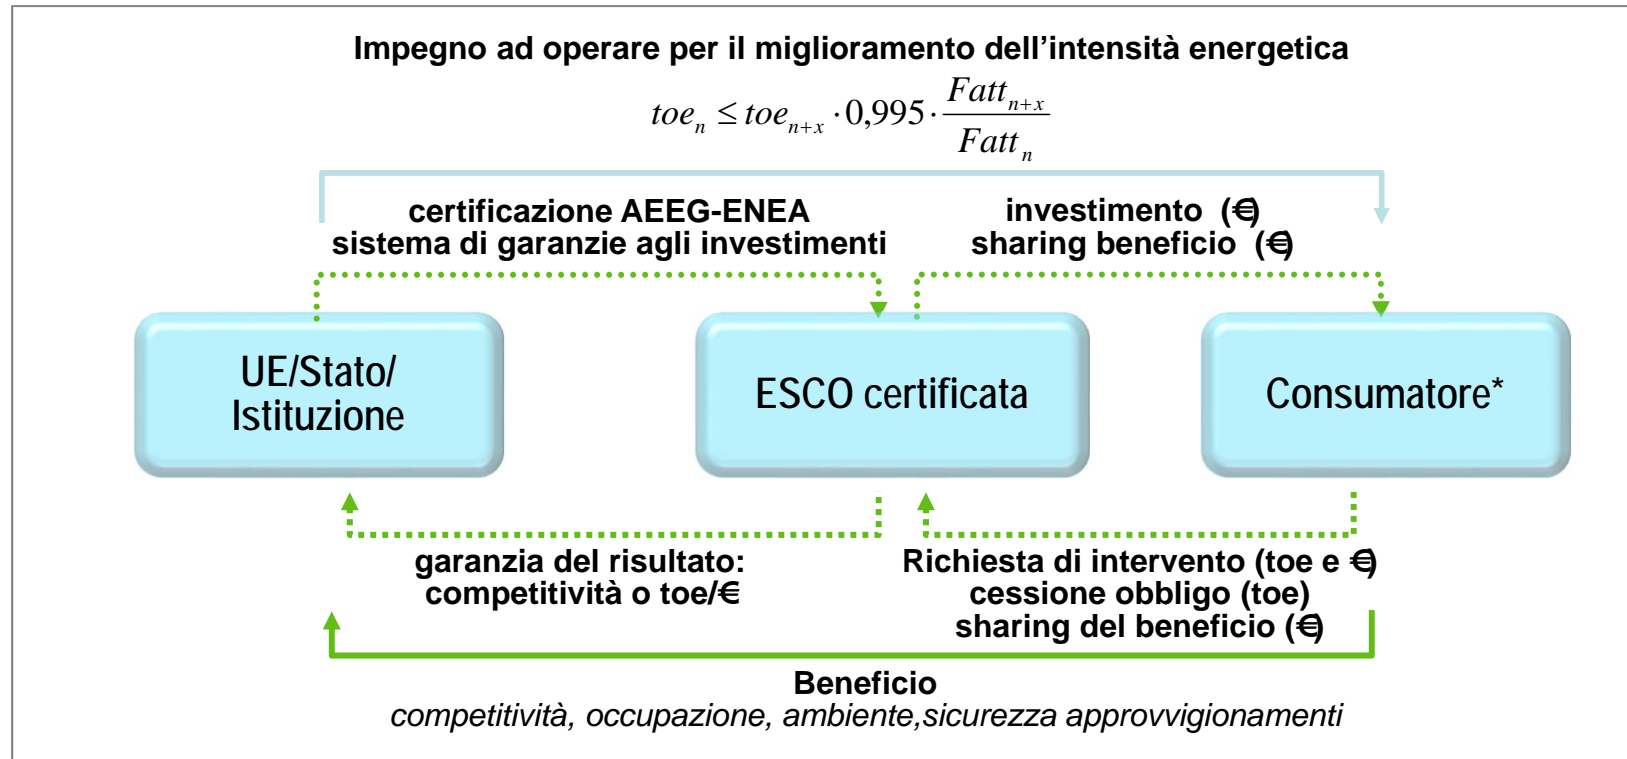 Impegno ad operare per il miglioramento dell'intensità energetica
toe_n ≤ toe_{n+x} · 0,995 · Fatt_{n+x} / Fatt_n
certificazione AEEG-ENEA
sistema di garanzie agli investimenti
investimento (€)
sharing beneficio (€)
UE/Stato/
Istituzione
ESCO certificata
Consumatore*
garanzia del risultato:
competitività o toe/€
Richiesta di intervento (toe e €)
cessione obbligo (toe)
sharing del beneficio (€)
Beneficio
competitività, occupazione, ambiente,sicurezza approvvigionamenti